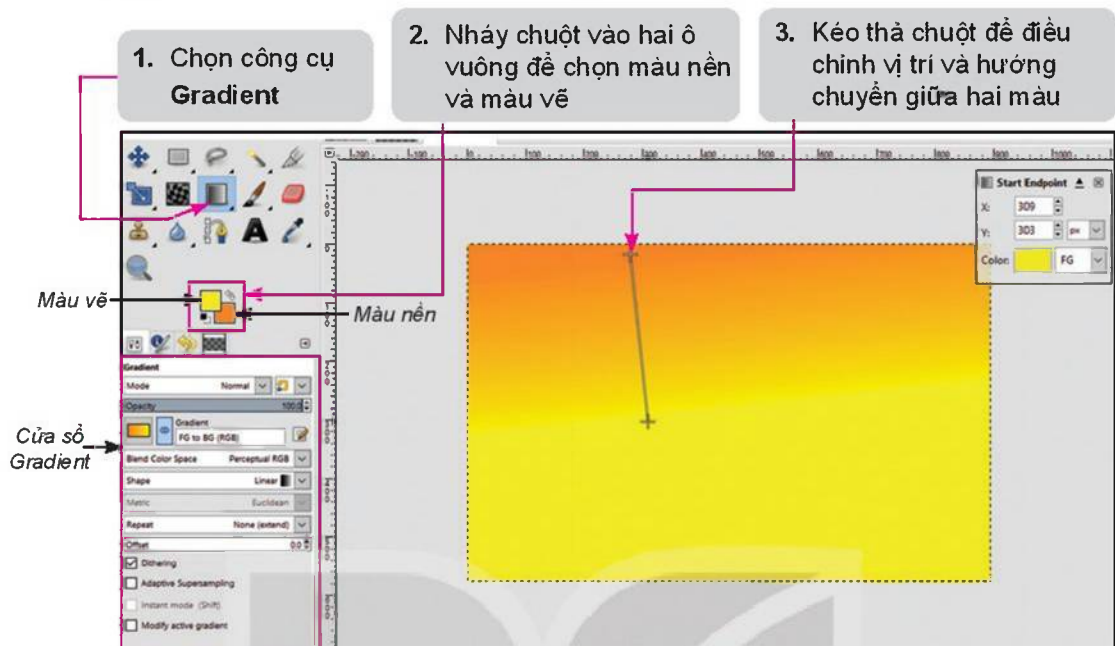 1. Chọn công cụ
Gradient
2. Nháy chuột vào hai ô
vuông để chọn màu nền
và màu vẽ
3. Kéo thả chuột để điều
chỉnh vị trí và hướng
chuyển giữa hai màu
Start Endpoint
X: 309
Y: 303 px
Color: FG
Màu vẽ
Màu nền
Cửa sổ
Gradient
Gradient
Mode Normal
Opacity 100,0
Gradient
FG to BG (RGB)
Blend Color Space Perceptual RGB
Shape Linear
Metric Euclidean
Repeat None (extend)
Offset 0.0
Dithering
Adaptive Supersampling
Instant mode (Shift)
Modify active gradient